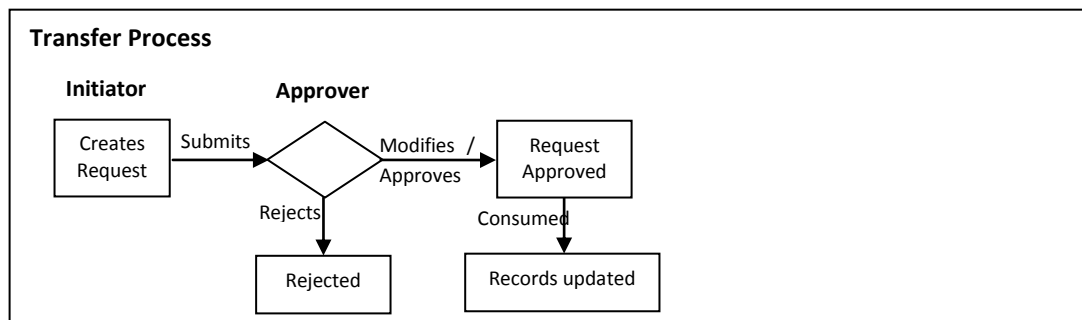 Transfer Process
Initiator
Approver
Creates
Request
Submits
Modifies /
Approves
Request
Approved
Rejects
Consumed
Rejected
Records updated